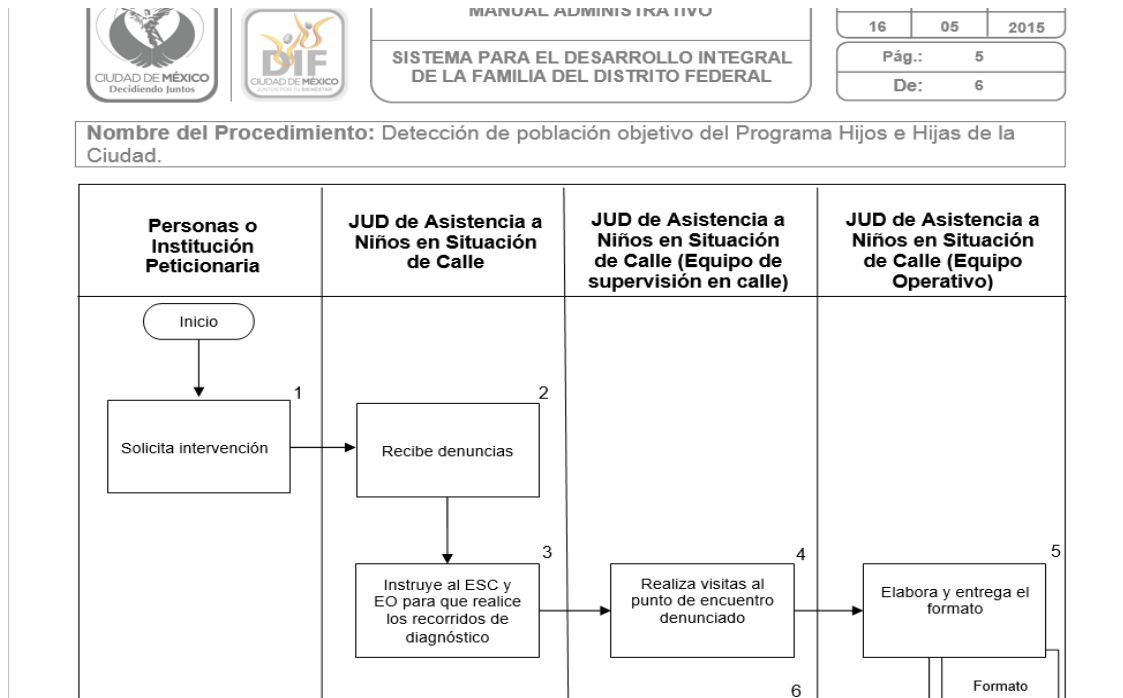 MANUAL ADMINISTRATIVO
16 05 2015
CIUDAD DE MÉXICO
Decidiendo Juntos
DIF
CIUDAD DE MÉXICO
JUNTOS POR TU BIENESTAR
SISTEMA PARA EL DESARROLLO INTEGRAL
DE LA FAMILIA DEL DISTRITO FEDERAL
Pág.: 5
De: 6
Nombre del Procedimiento: Detección de población objetivo del Programa Hijos e Hijas de la
Ciudad.
Personas o
Institución
Peticionaria
JUD de Asistencia a
Niños en Situación
de Calle
JUD de Asistencia a
Niños en Situación
de Calle (Equipo de
supervisión en calle)
JUD de Asistencia a
Niños en Situación
de Calle (Equipo
Operativo)
Inicio
1
Solicita intervención
2
Recibe denuncias
3
Instruye al ESC y
EO para que realice
los recorridos de
diagnóstico
4
Realiza visitas al
punto de encuentro
denunciado
5
Elabora y entrega el
formato
Formato
6